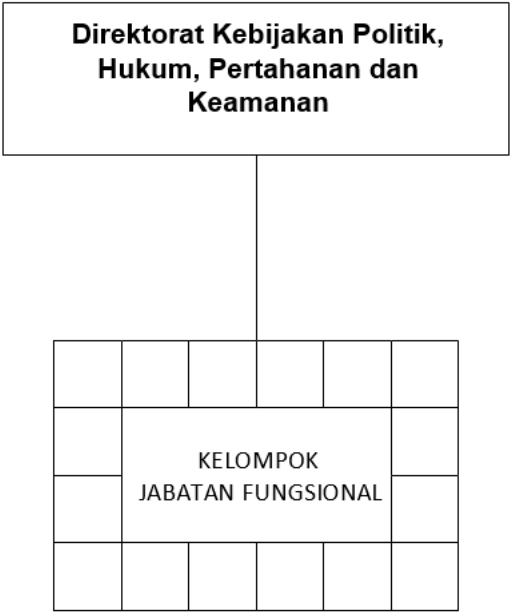 Direktorat Kebijakan Politik,
Hukum, Pertahanan dan
Keamanan
KELOMPOK
JABATAN FUNGSIONAL